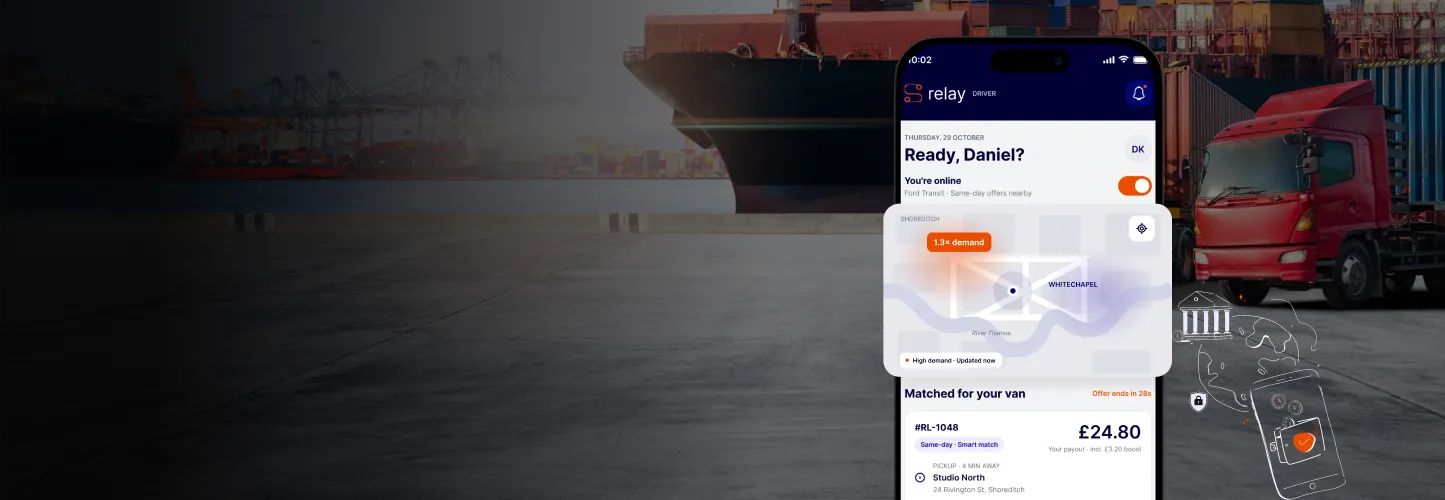 10:02
relay DRIVER
THURSDAY, 29 OCTOBER
Ready, Daniel?
DK
You're online
Ford Transit · Same-day offers nearby
SHOREDITCH
1.3× demand
WHITECHAPEL
River Thames
High demand · Updated now
Matched for your van
Offer ends in 28s
#RL-1048
£24.80
Same-day · Smart match
Your payout · incl. £3.20 boost
PICKUP · 4 MIN AWAY
Studio North
24 Rivington St, Shoreditch